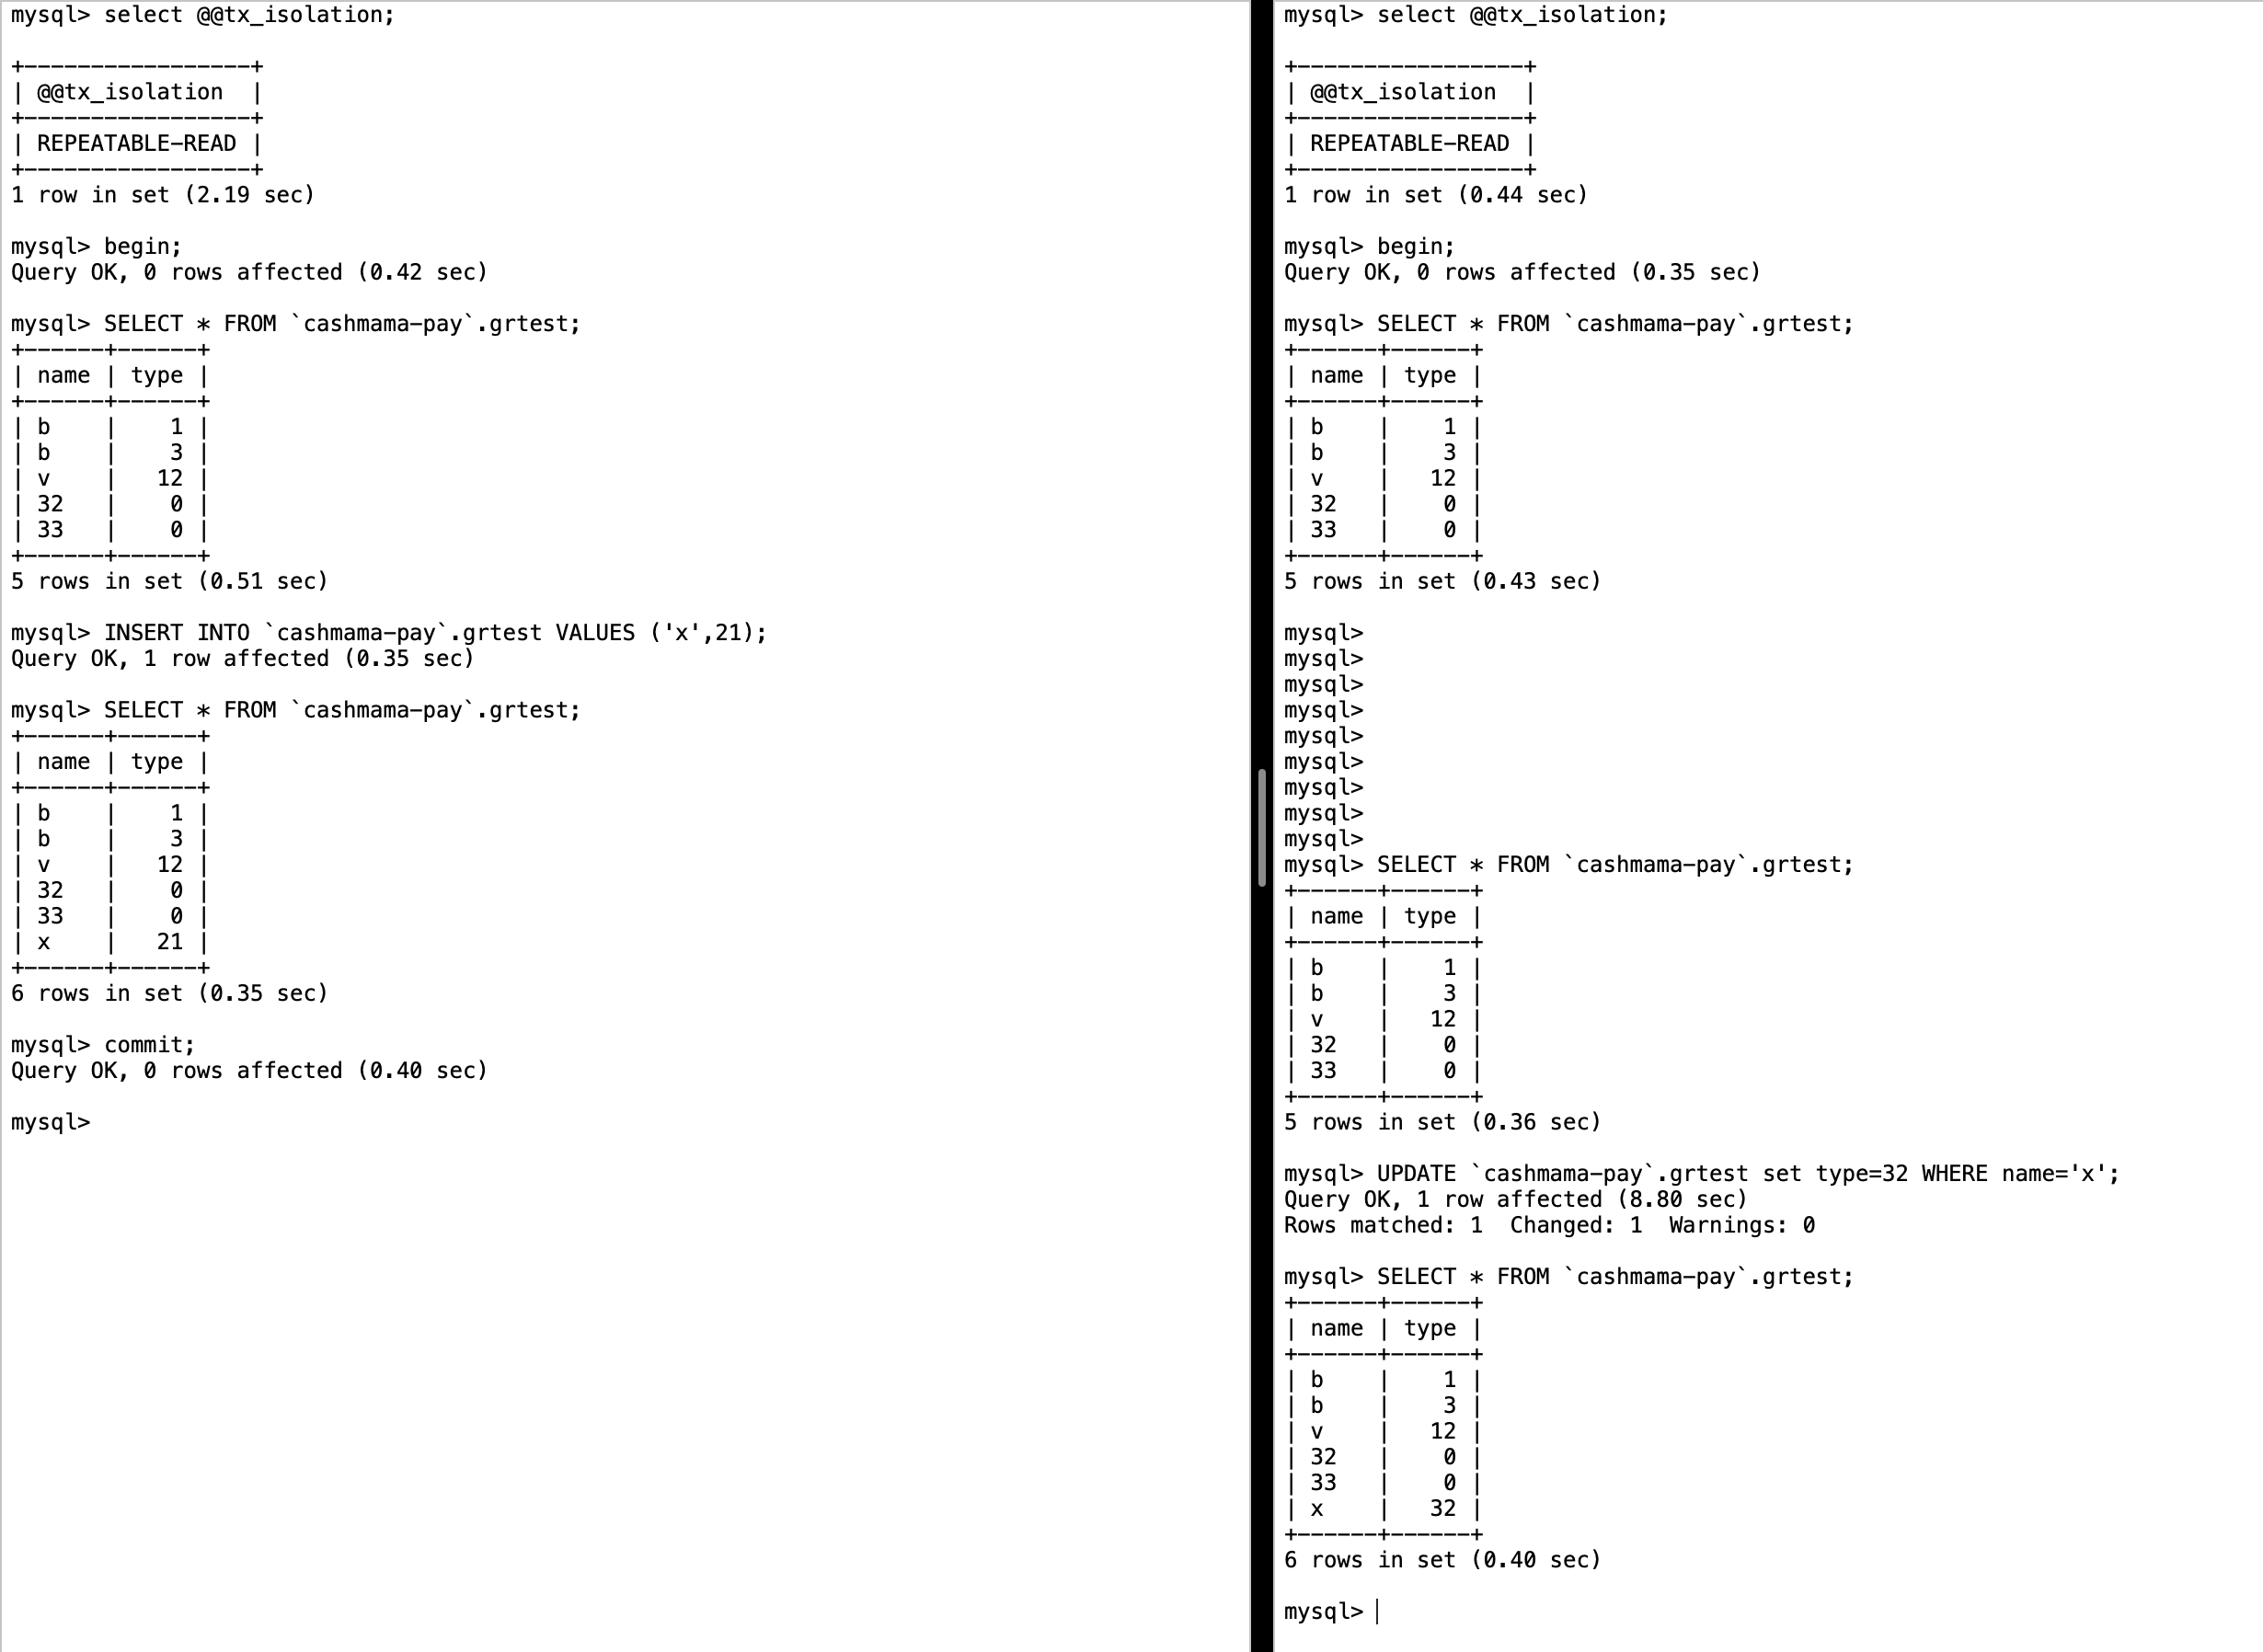 mysql> select @@tx_isolation;

+-----------------+
| @@tx_isolation  |
+-----------------+
| REPEATABLE-READ |
+-----------------+
1 row in set (2.19 sec)

mysql> begin;
Query OK, 0 rows affected (0.42 sec)

mysql> SELECT * FROM `cashmama-pay`.grtest;
+------+------+
| name | type |
+------+------+
| b    |    1 |
| b    |    3 |
| v    |   12 |
| 32   |    0 |
| 33   |    0 |
+------+------+
5 rows in set (0.51 sec)

mysql> INSERT INTO `cashmama-pay`.grtest VALUES ('x',21);
Query OK, 1 row affected (0.35 sec)

mysql> SELECT * FROM `cashmama-pay`.grtest;
+------+------+
| name | type |
+------+------+
| b    |    1 |
| b    |    3 |
| v    |   12 |
| 32   |    0 |
| 33   |    0 |
| x    |   21 |
+------+------+
6 rows in set (0.35 sec)

mysql> commit;
Query OK, 0 rows affected (0.40 sec)

mysql>

mysql> select @@tx_isolation;

+-----------------+
| @@tx_isolation  |
+-----------------+
| REPEATABLE-READ |
+-----------------+
1 row in set (0.44 sec)

mysql> begin;
Query OK, 0 rows affected (0.35 sec)

mysql> SELECT * FROM `cashmama-pay`.grtest;
+------+------+
| name | type |
+------+------+
| b    |    1 |
| b    |    3 |
| v    |   12 |
| 32   |    0 |
| 33   |    0 |
+------+------+
5 rows in set (0.43 sec)

mysql>
mysql>
mysql>
mysql>
mysql>
mysql>
mysql>
mysql>
mysql>
mysql> SELECT * FROM `cashmama-pay`.grtest;
+------+------+
| name | type |
+------+------+
| b    |    1 |
| b    |    3 |
| v    |   12 |
| 32   |    0 |
| 33   |    0 |
+------+------+
5 rows in set (0.36 sec)

mysql> UPDATE `cashmama-pay`.grtest set type=32 WHERE name='x';
Query OK, 1 row affected (8.80 sec)
Rows matched: 1  Changed: 1  Warnings: 0

mysql> SELECT * FROM `cashmama-pay`.grtest;
+------+------+
| name | type |
+------+------+
| b    |    1 |
| b    |    3 |
| v    |   12 |
| 32   |    0 |
| 33   |    0 |
| x    |   32 |
+------+------+
6 rows in set (0.40 sec)

mysql>